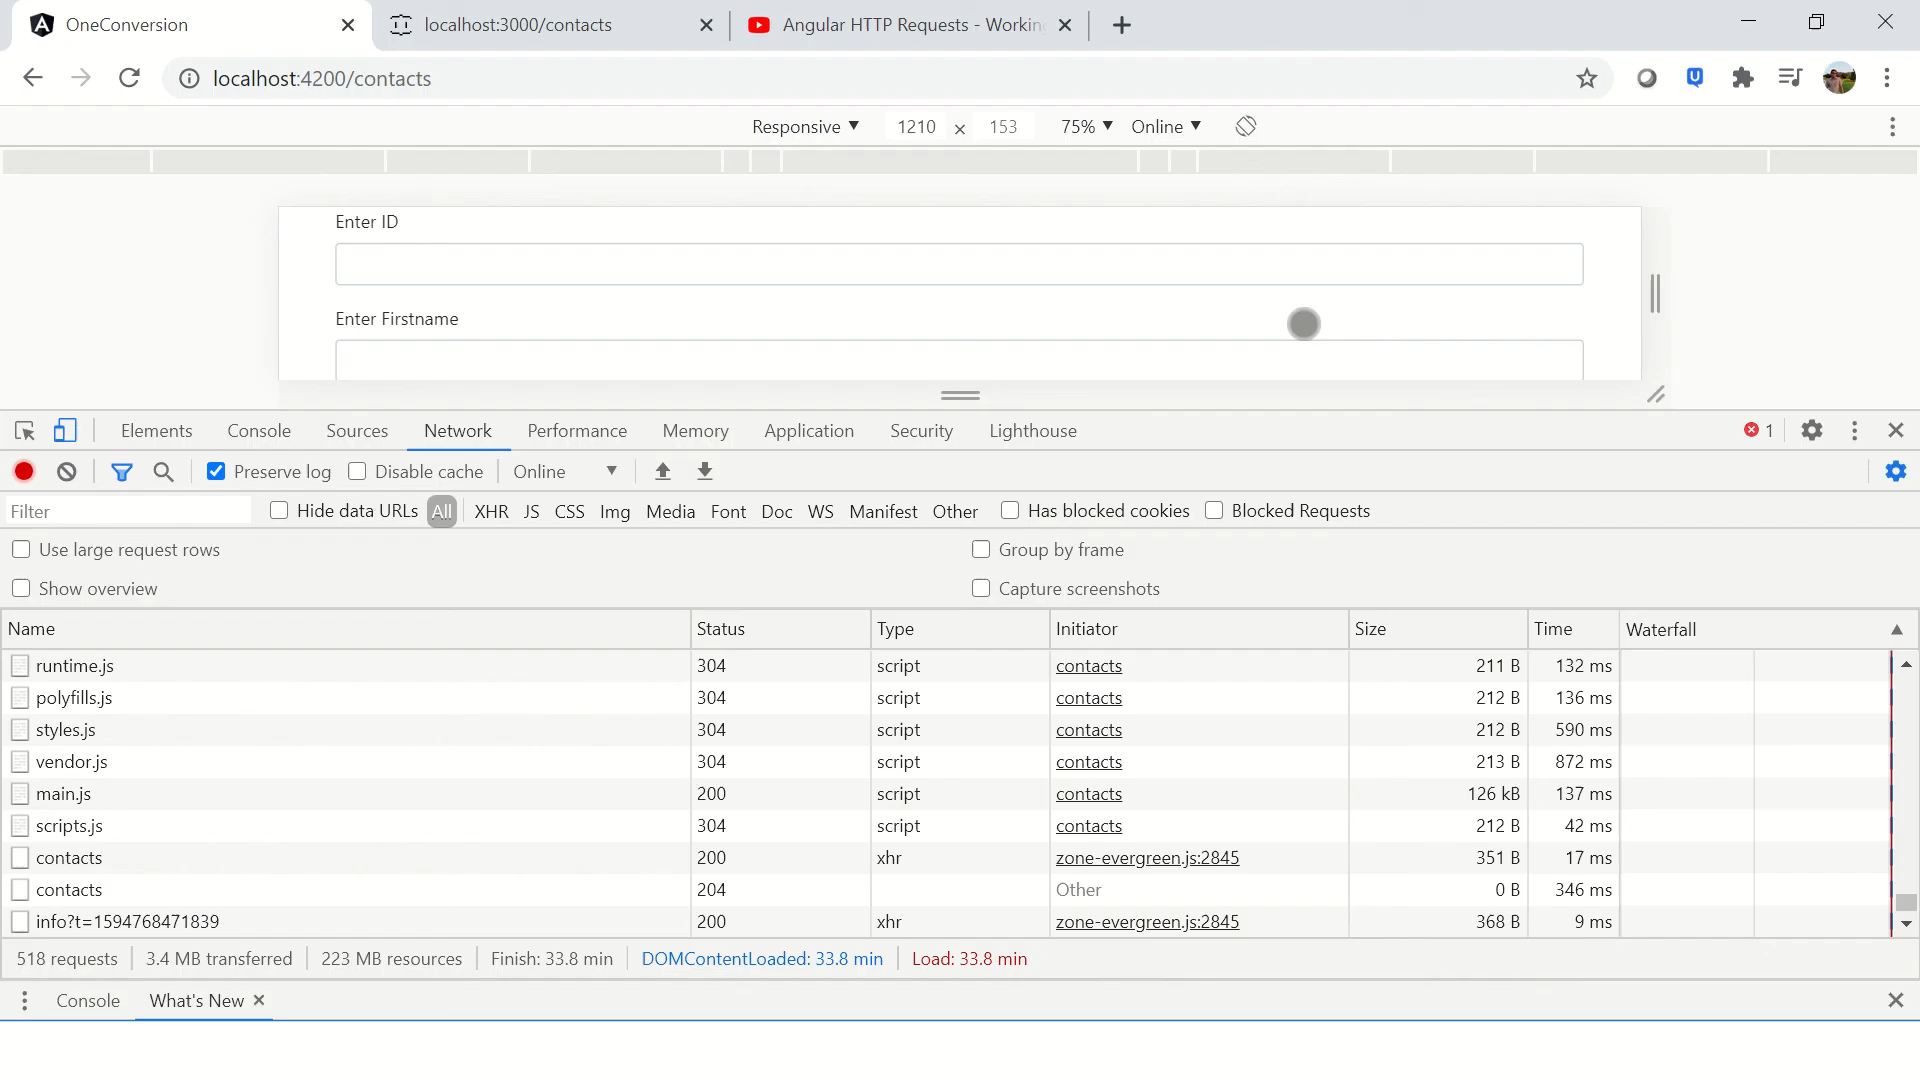 OneConversion
localhost:3000/contacts
Angular HTTP Requests - Workin
localhost:4200/contacts
Responsive ▼ 1210 × 153 75% ▼ Online ▼
Enter ID
Enter Firstname
Elements Console Sources Network Performance Memory Application Security Lighthouse 1
Preserve log Disable cache Online ▼
Filter Hide data URLs All XHR JS CSS Img Media Font Doc WS Manifest Other Has blocked cookies Blocked Requests
Use large request rows Group by frame
Show overview Capture screenshots
Name Status Type Initiator Size Time Waterfall
runtime.js 304 script contacts 211 B 132 ms
polyfills.js 304 script contacts 212 B 136 ms
styles.js 304 script contacts 212 B 590 ms
vendor.js 304 script contacts 213 B 872 ms
main.js 200 script contacts 126 kB 137 ms
scripts.js 304 script contacts 212 B 42 ms
contacts 200 xhr zone-evergreen.js:2845 351 B 17 ms
contacts 204 Other 0 B 346 ms
info?t=1594768471839 200 xhr zone-evergreen.js:2845 368 B 9 ms
518 requests 3.4 MB transferred 223 MB resources Finish: 33.8 min DOMContentLoaded: 33.8 min Load: 33.8 min
Console What's New